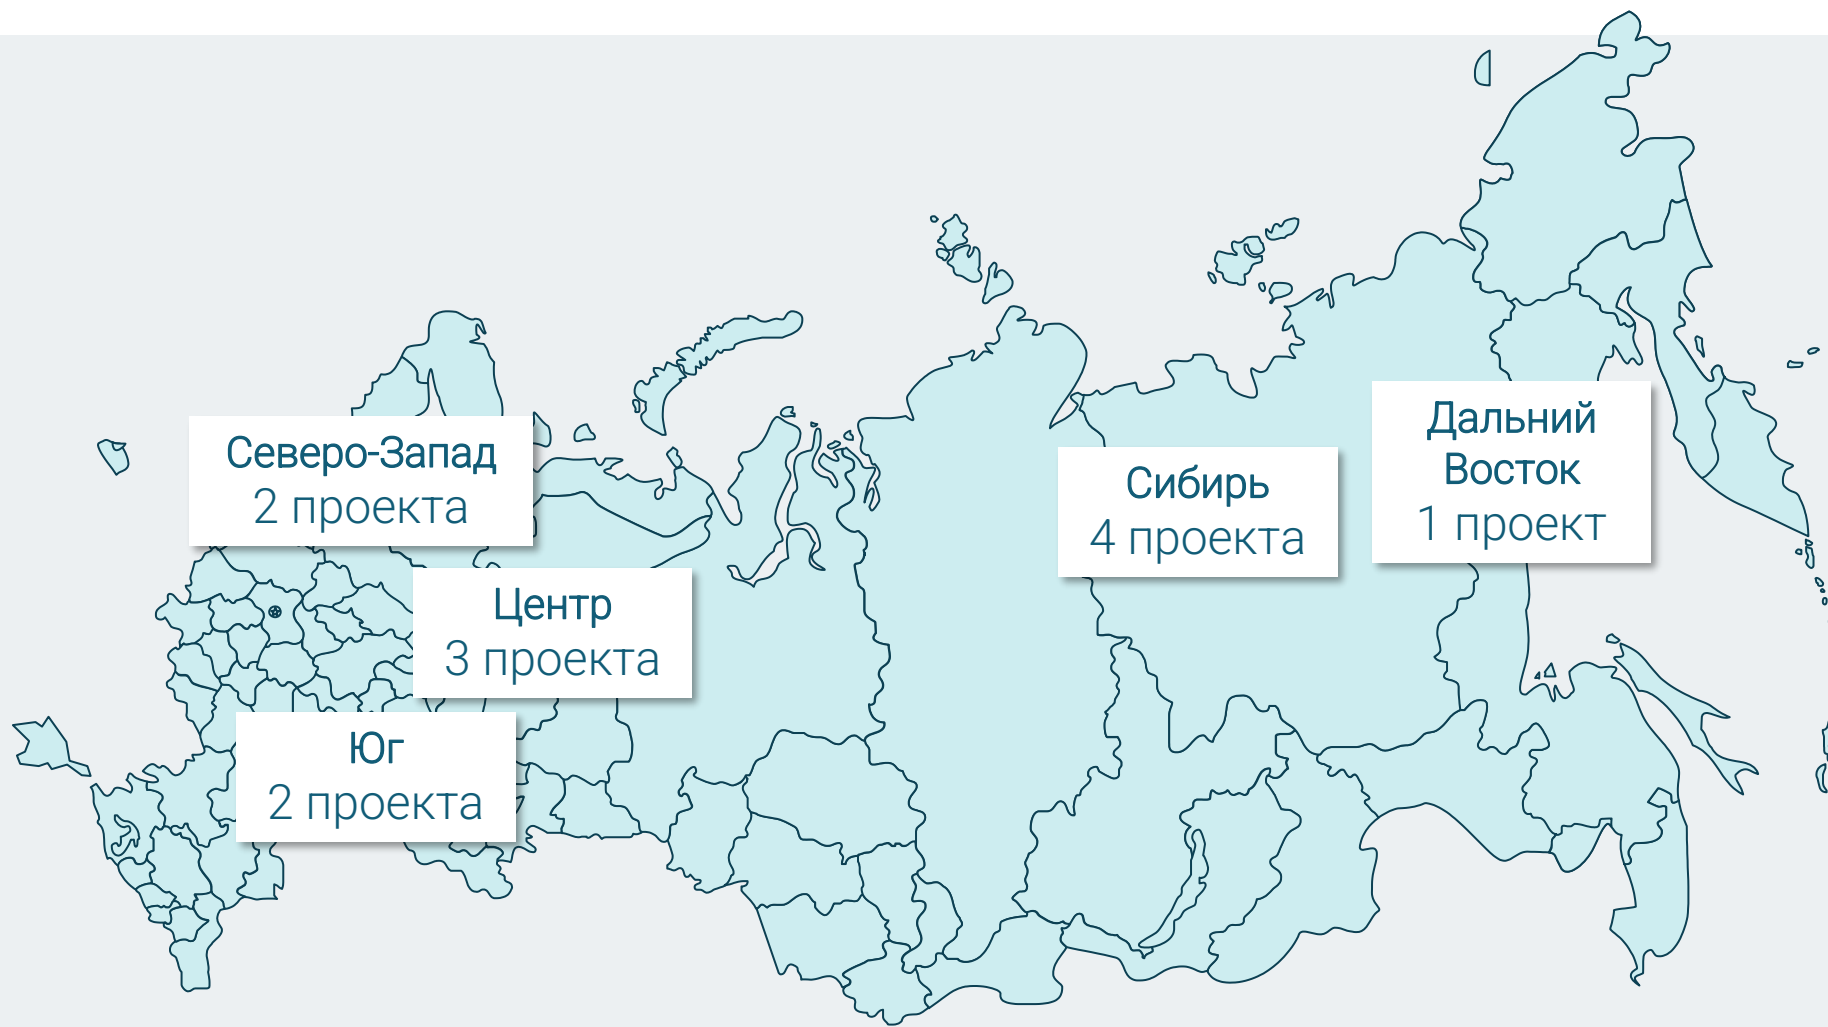 Северо-Запад
2 проекта
Центр
3 проекта
Юг
2 проекта
Сибирь
4 проекта
Дальний
Восток
1 проект